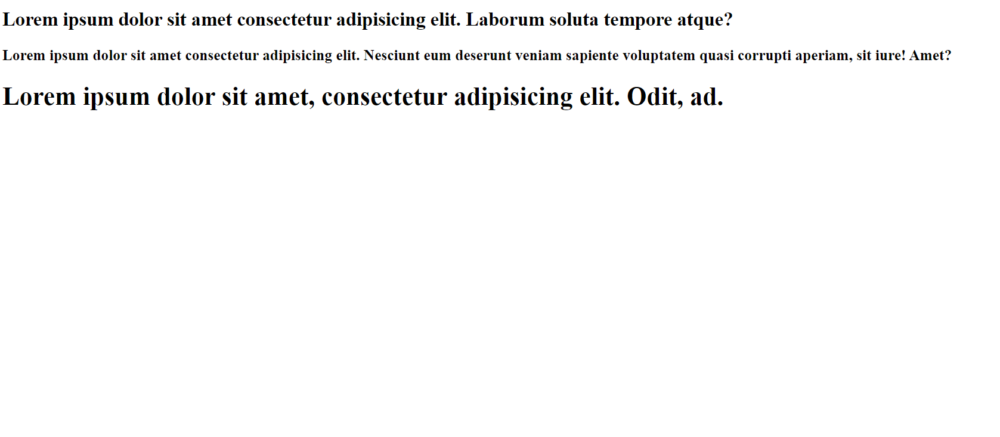 Lorem ipsum dolor sit amet consectetur adipisicing elit. Laborum soluta tempore atque?
Lorem ipsum dolor sit amet consectetur adipisicing elit. Nesciunt eum deserunt veniam sapiente voluptatem quasi corrupti aperiam, sit iure! Amet?
Lorem ipsum dolor sit amet, consectetur adipisicing elit. Odit, ad.